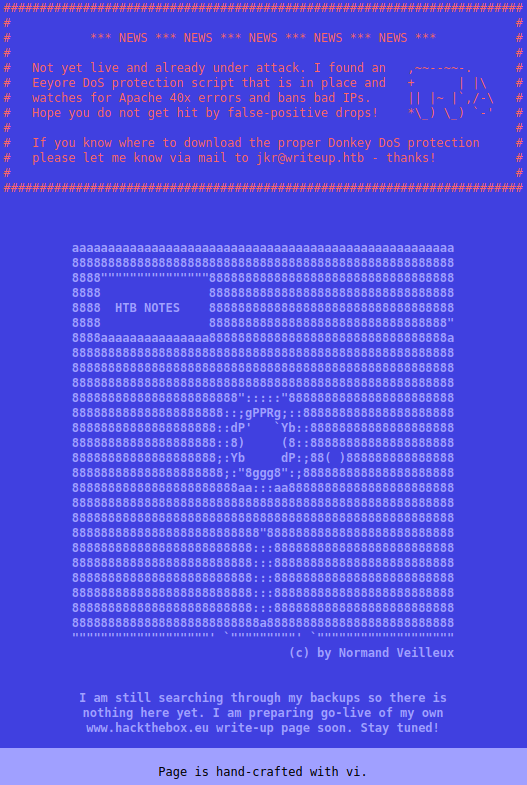 ########################################################################
#                                                                      #
#           *** NEWS *** NEWS *** NEWS *** NEWS *** NEWS ***           #
#                                                                      #
#   Not yet live and already under attack. I found an   ,~~--~~-.      #
#   Eeyore DoS protection script that is in place and   +      | |\    #
#   watches for Apache 40x errors and bans bad IPs.     || |~ |`,/-\   #
#   Hope you do not get hit by false-positive drops!    *\_) \_) `-'   #
#                                                                      #
#   If you know where to download the proper Donkey DoS protection     #
#   please let me know via mail to jkr@writeup.htb - thanks!           #
#                                                                      #
########################################################################
HTB NOTES
(c) by Normand Veilleux
I am still searching through my backups so there is
nothing here yet. I am preparing go-live of my own
www.hackthebox.eu write-up page soon. Stay tuned!
Page is hand-crafted with vi.